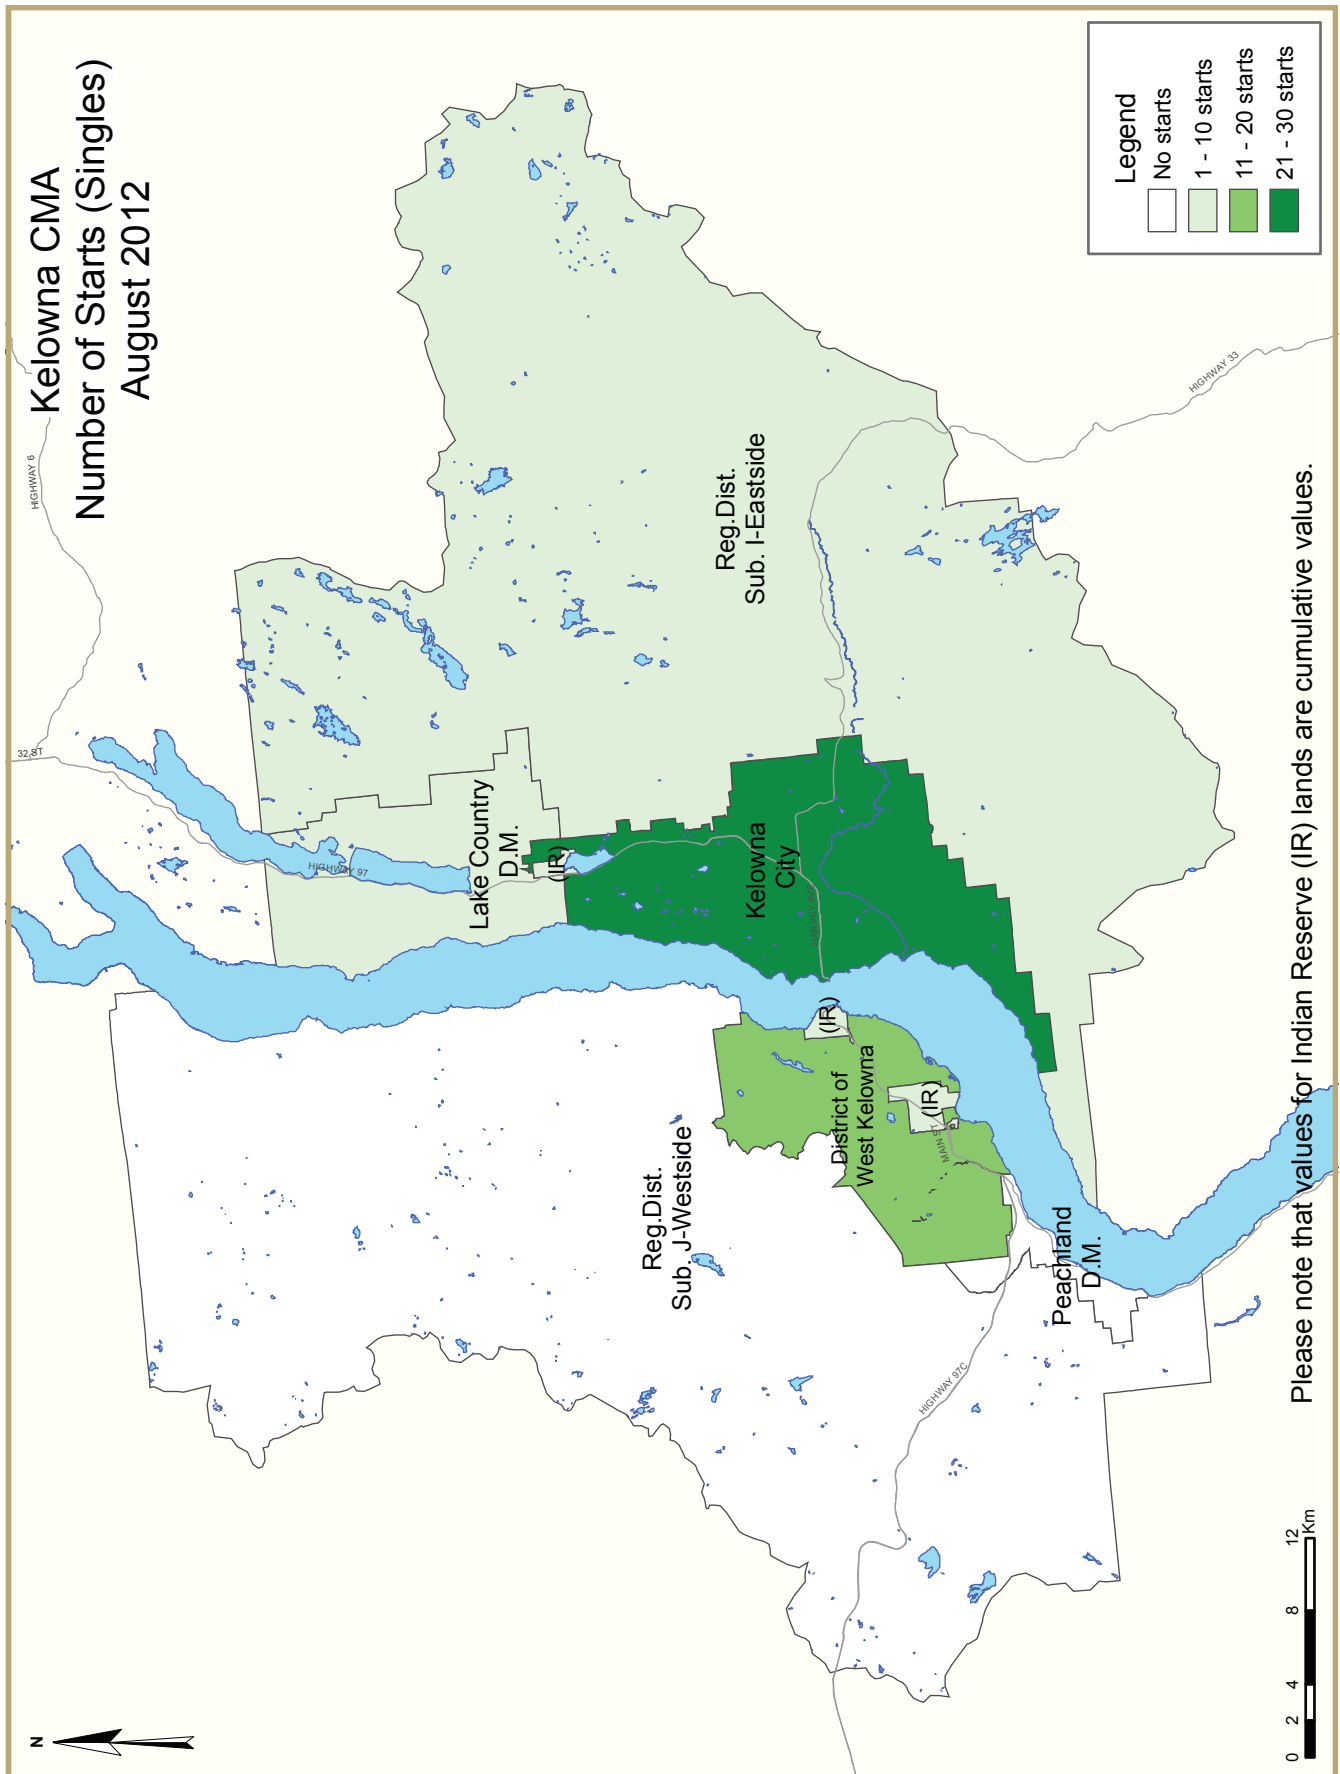 Kelowna CMA
Number of Starts (Singles)
August 2012
N
HIGHWAY 6
32 ST
HIGHWAY 97
Lake Country
D.M.
(IR)
Reg.Dist.
Sub. I-Eastside
Reg.Dist.
Sub. J-Westside
Kelowna
City
HARVEY AVE
(IR)
District of
West Kelowna
(IR)
MAIN ST
Peachland
D.M.
HIGHWAY 97C
HIGHWAY 33
Legend
No starts
1 - 10 starts
11 - 20 starts
21 - 30 starts
0 2 4 8 12
Km
Please note that values for Indian Reserve (IR) lands are cumulative values.